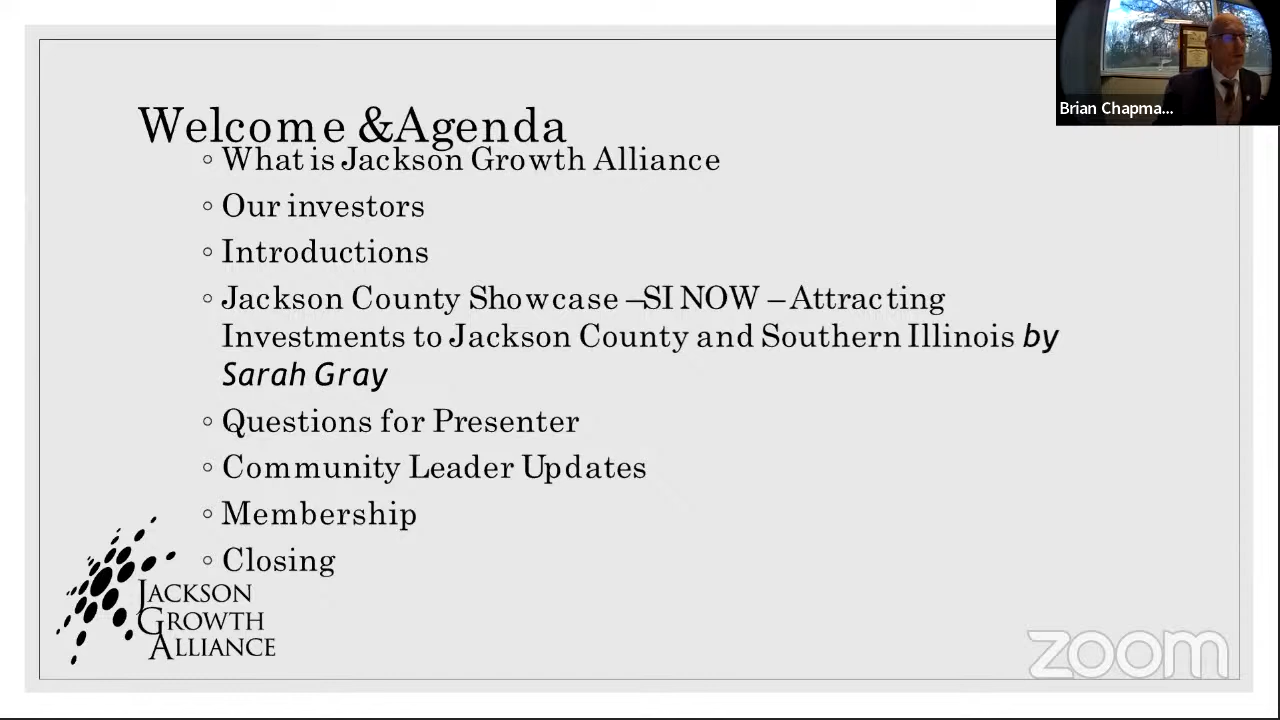 Brian Chapma...
Welcome &Agenda
What is Jackson Growth Alliance
Our investors
Introductions
Jackson County Showcase –SI NOW – Attracting
Investments to Jackson County and Southern Illinois by
Sarah Gray
Questions for Presenter
Community Leader Updates
Membership
Closing
JACKSON
GROWTH
ALLIANCE
zoom